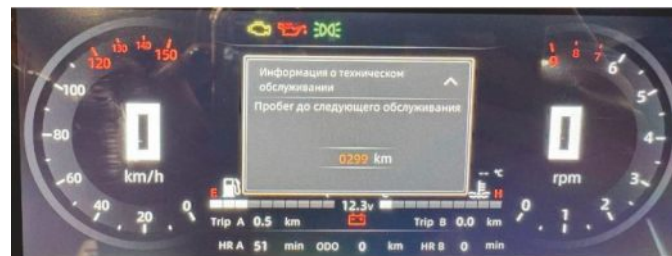 120 130 140 150
100
80
60
40
20
0
0
km/h
Информация о техническом
обслуживании
Пробег до следующего обслуживания
0299 km
-- °C
E
H
12.3v
9 8 7
6
5
4
3
2
1
0
0
rpm
Trip A 0.5 km
Trip B 0.0 km
HR A 51 min ODO 0 km HR B 0 min